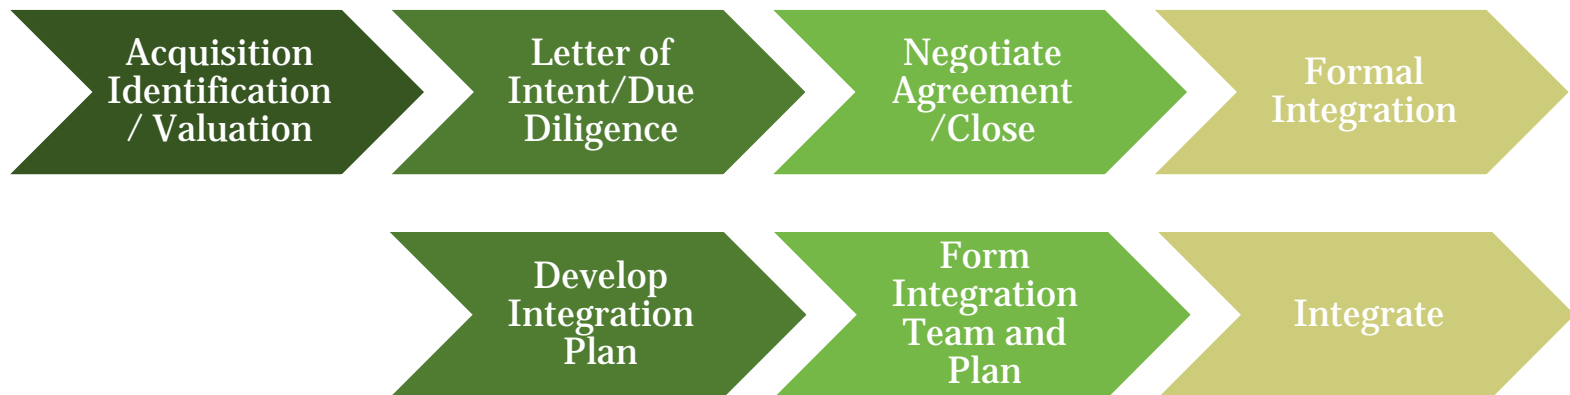 Acquisition
Identification
/ Valuation
Letter of
Intent/Due
Diligence
Negotiate
Agreement
/Close
Formal
Integration
Develop
Integration
Plan
Form
Integration
Team and
Plan
Integrate